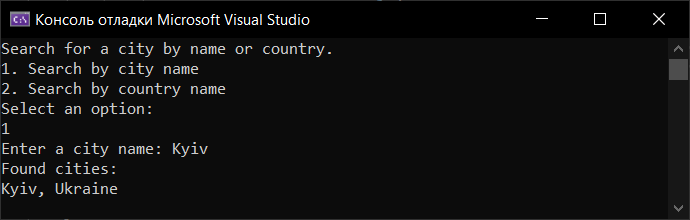 Консоль отладки Microsoft Visual Studio
Search for a city by name or country.
1. Search by city name
2. Search by country name
Select an option:
1
Enter a city name: Kyiv
Found cities:
Kyiv, Ukraine